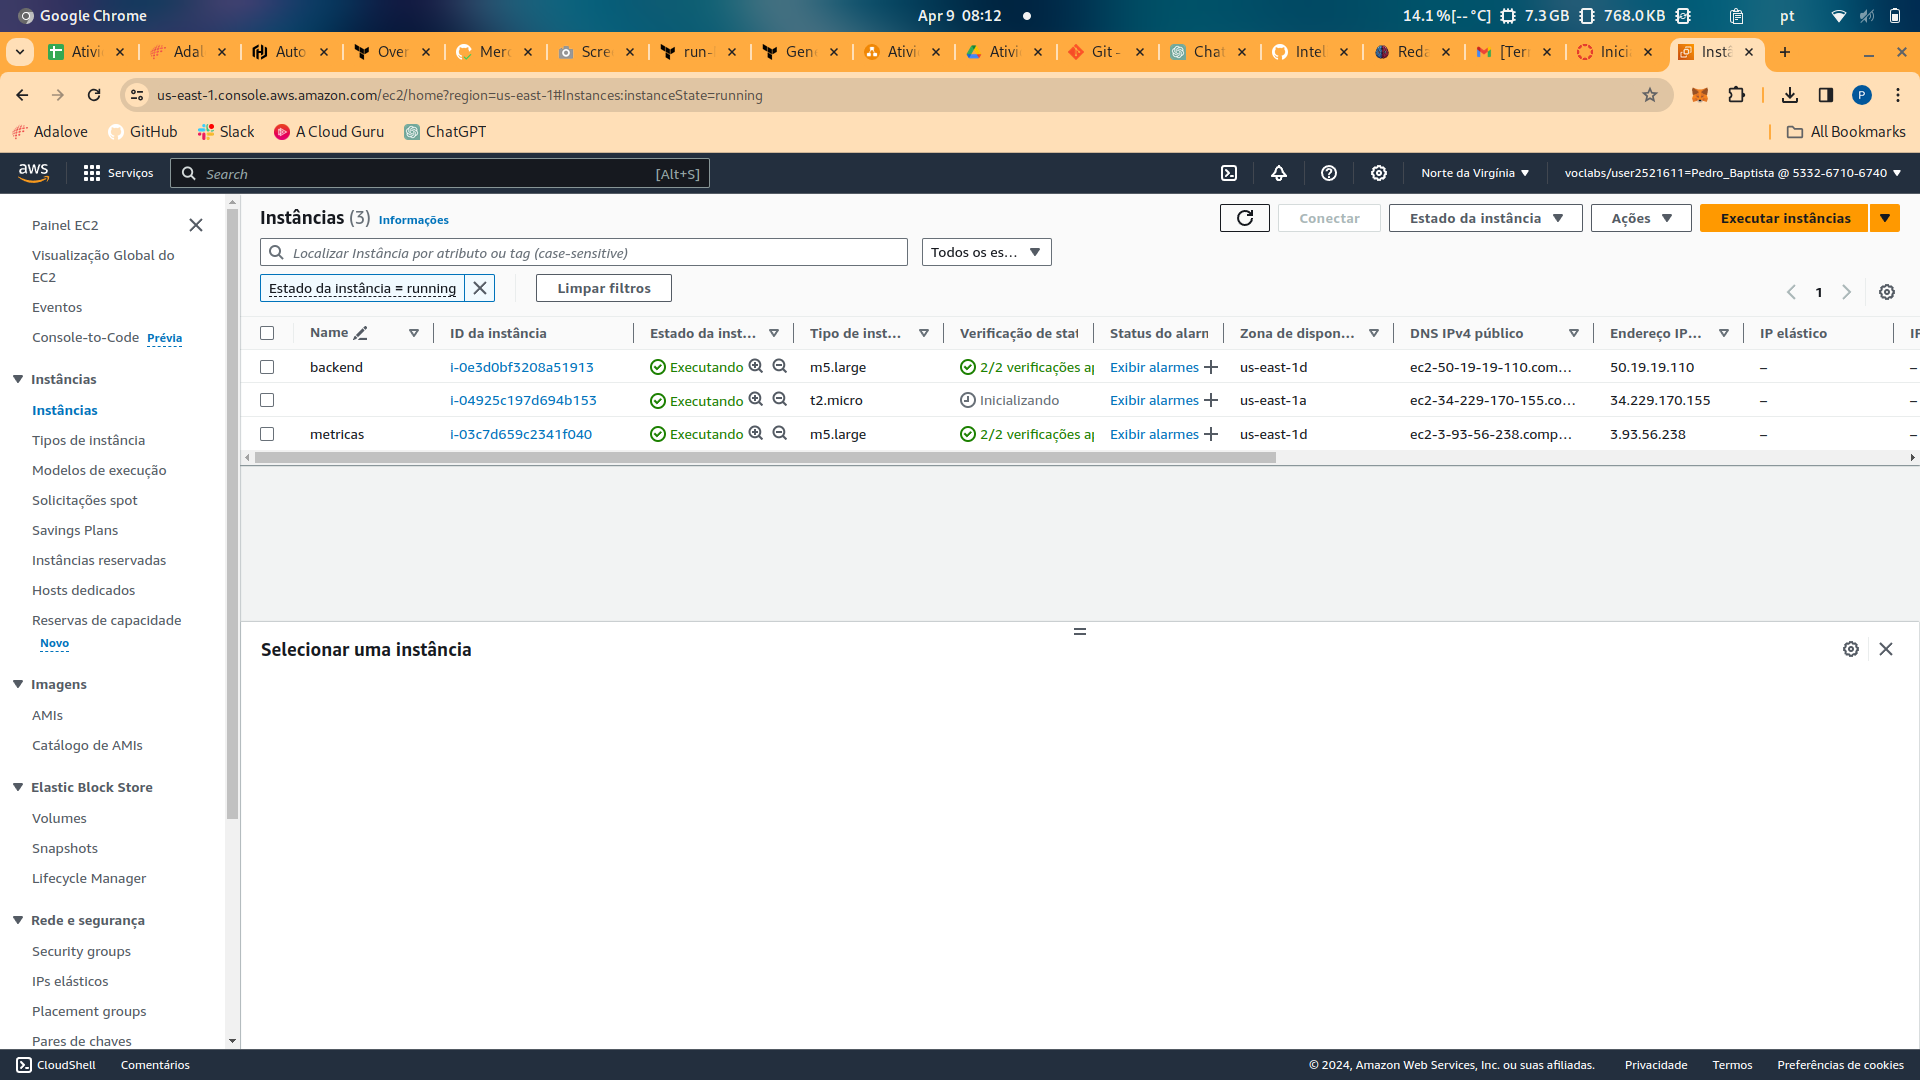 Google Chrome
Apr 9 08:12
14.1 %[-- °C] 7.3 GB 768.0 KB pt
Ativi Adal Auto Over Merc Scre run- Gene Ativi Ativi Git - Chat Intel Reda [Terr Inici Instâ
us-east-1.console.aws.amazon.com/ec2/home?region=us-east-1#Instances:instanceState=running
P
Adalove GitHub Slack A Cloud Guru ChatGPT All Bookmarks
aws Serviços Search [Alt+S] Norte da Virgínia voclabs/user2521611=Pedro_Baptista @ 5332-6710-6740
Painel EC2
Visualização Global do
EC2
Eventos
Console-to-Code Prévia
Instâncias
Instâncias
Tipos de instância
Modelos de execução
Solicitações spot
Savings Plans
Instâncias reservadas
Hosts dedicados
Reservas de capacidade
Novo
Imagens
AMIs
Catálogo de AMIs
Elastic Block Store
Volumes
Snapshots
Lifecycle Manager
Rede e segurança
Security groups
IPs elásticos
Placement groups
Pares de chaves
Instâncias (3) Informações
Conectar Estado da instância Ações Executar instâncias
Localizar Instância por atributo ou tag (case-sensitive) Todos os es...
Estado da instância = running Limpar filtros 1
Name ID da instância Estado da inst... Tipo de inst... Verificação de stat Status do alarm Zona de dispon... DNS IPv4 público Endereço IP... IP elástico IP
backend i-0e3d0bf3208a51913 Executando m5.large 2/2 verificações ap Exibir alarmes us-east-1d ec2-50-19-19-110.com... 50.19.19.110 – –
i-04925c197d694b153 Executando t2.micro Inicializando Exibir alarmes us-east-1a ec2-34-229-170-155.co... 34.229.170.155 – –
metricas i-03c7d659c2341f040 Executando m5.large 2/2 verificações ap Exibir alarmes us-east-1d ec2-3-93-56-238.comp... 3.93.56.238 – –
Selecionar uma instância
CloudShell Comentários © 2024, Amazon Web Services, Inc. ou suas afiliadas. Privacidade Termos Preferências de cookies